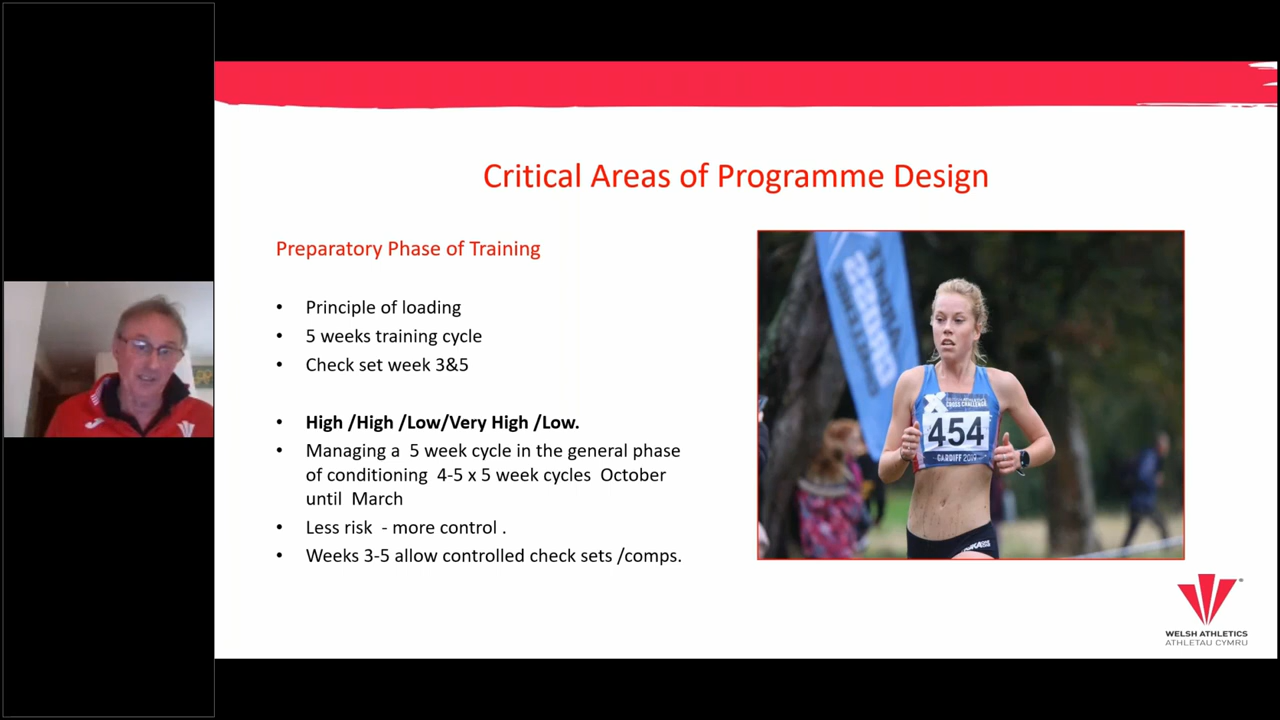 Critical Areas of Programme Design
Preparatory Phase of Training
• Principle of loading
• 5 weeks training cycle
• Check set week 3&5
• High /High /Low/Very High /Low.
• Managing a 5 week cycle in the general phase
of conditioning 4-5 x 5 week cycles October
until March
• Less risk - more control .
• Weeks 3-5 allow controlled check sets /comps.
CROSS CHALLENGE
454
CARDIFF 2019
WELSH ATHLETICS
ATHLETAU CYMRU